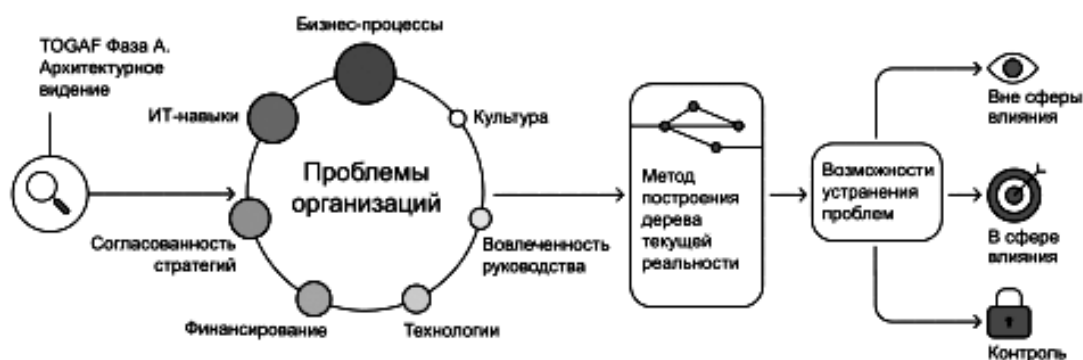 TOGAF Фаза А.
Архитектурное
видение
Бизнес-процессы
ИТ-навыки
Культура
Проблемы
организаций
Согласованность
стратегий
Вовлеченность
руководства
Финансирование
Технологии
Метод
построения
дерева
текущей
реальности
Возможности
устранения
проблем
Вне сферы
влияния
В сфере
влияния
Контроль